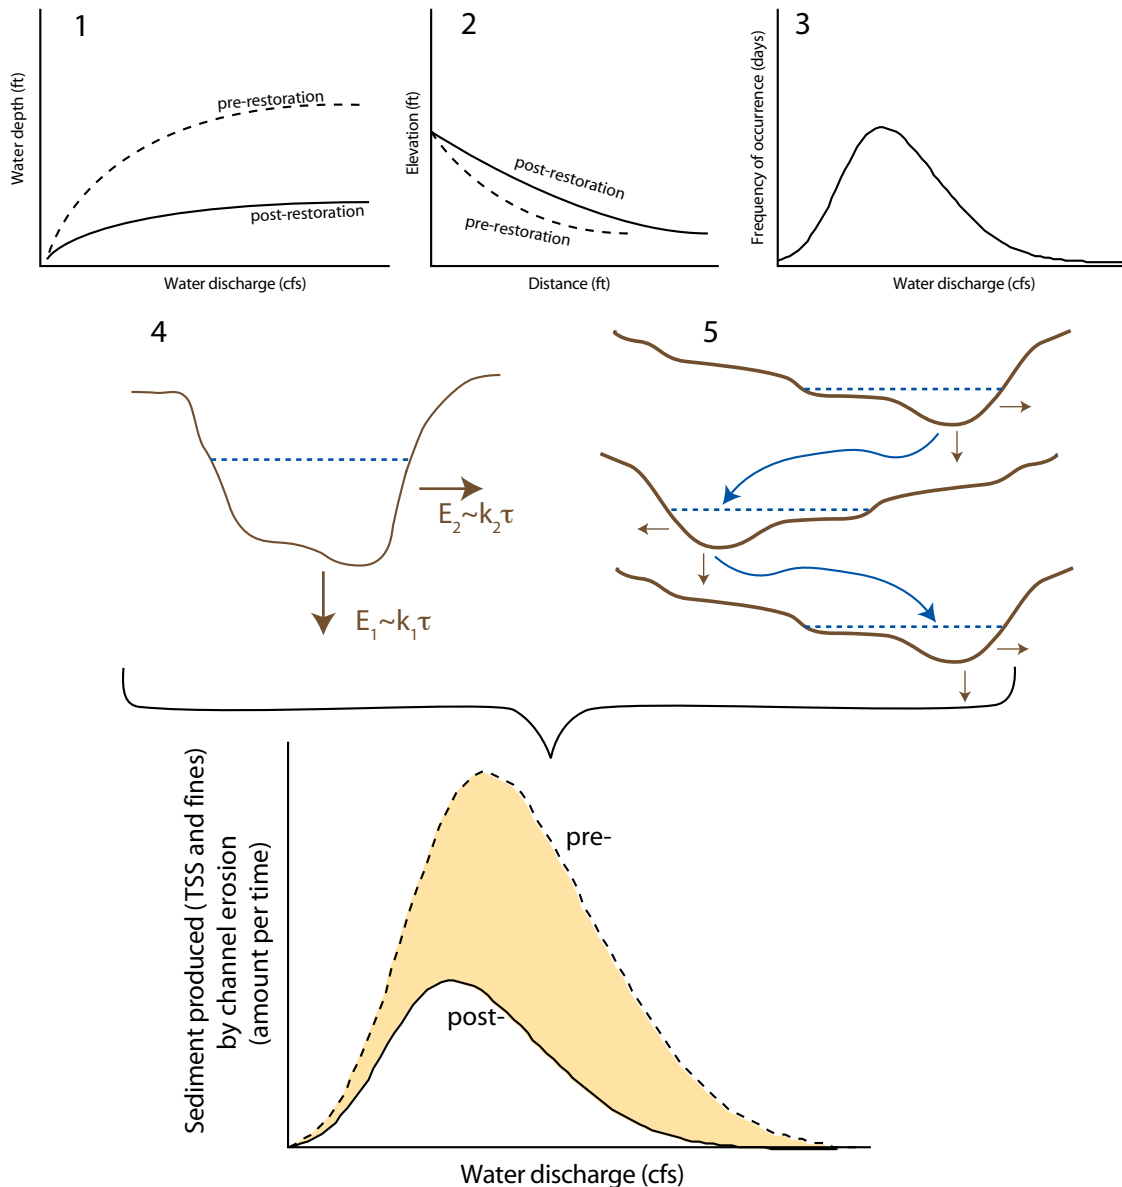 1
Water depth (ft)
pre-restoration
post-restoration
Water discharge (cfs)
2
Elevation (ft)
post-restoration
pre-restoration
Distance (ft)
3
Frequency of occurrence (days)
Water discharge (cfs)
4
E₂~k₂τ
E₁~k₁τ
5
Sediment produced (TSS and fines)
by channel erosion
(amount per time)
pre-
post-
Water discharge (cfs)